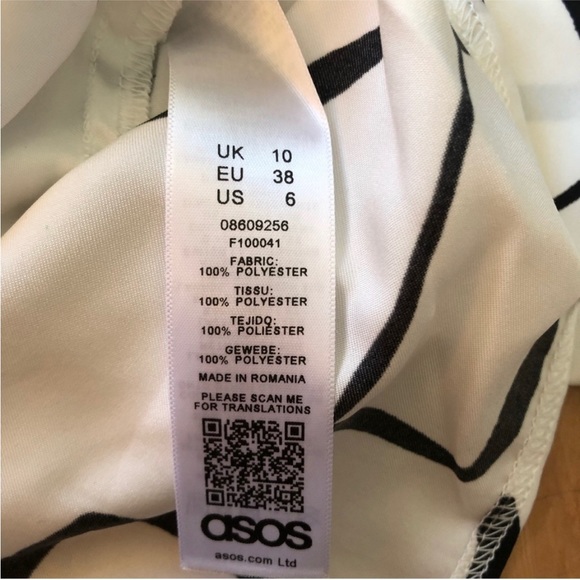 UK 10
EU 38
US 6
08609256
F100041
FABRIC:
100% POLYESTER
TISSU:
100% POLYESTER
TEJIDO:
100% POLIÉSTER
GEWEBE:
100% POLYESTER
MADE IN ROMANIA
PLEASE SCAN ME
FOR TRANSLATIONS
asos
asos.com Ltd